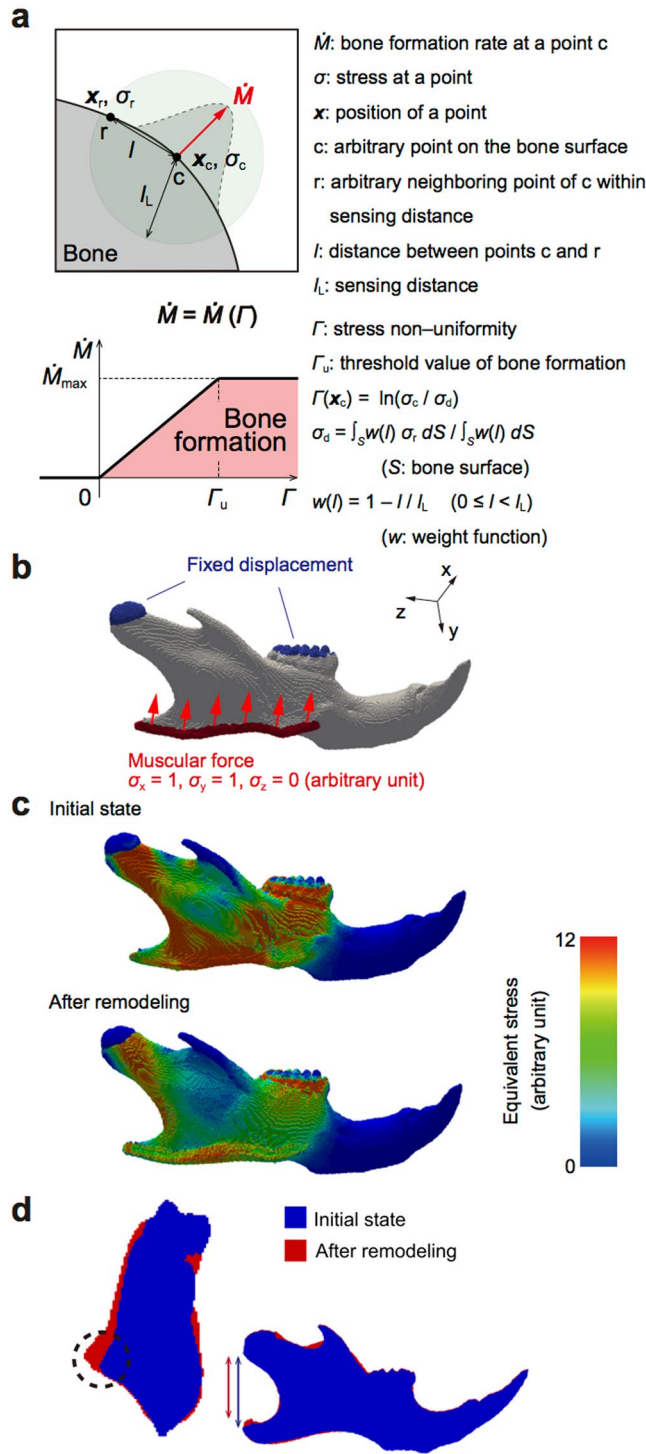 a
Ṁ: bone formation rate at a point c
σ: stress at a point
x: position of a point
c: arbitrary point on the bone surface
r: arbitrary neighboring point of c within
sensing distance
l: distance between points c and r
l_L: sensing distance
x_r, σ_r
r
l
Ṁ
x_c, σ_c
c
l_L
Bone
Ṁ = Ṁ (Γ)
Ṁ
Ṁ_max
Bone
formation
0
Γ_u
Γ
Γ: stress non–uniformity
Γ_u: threshold value of bone formation
Γ(x_c) = ln(σ_c / σ_d)
σ_d = ∫_S w(l) σ_r dS / ∫_S w(l) dS
(S: bone surface)
w(l) = 1 – l / l_L (0 ≤ l < l_L)
(w: weight function)
b
Fixed displacement
x
z
y
Muscular force
σ_x = 1, σ_y = 1, σ_z = 0 (arbitrary unit)
c
Initial state
After remodeling
12
Equivalent stress
(arbitrary unit)
0
d
Initial state
After remodeling